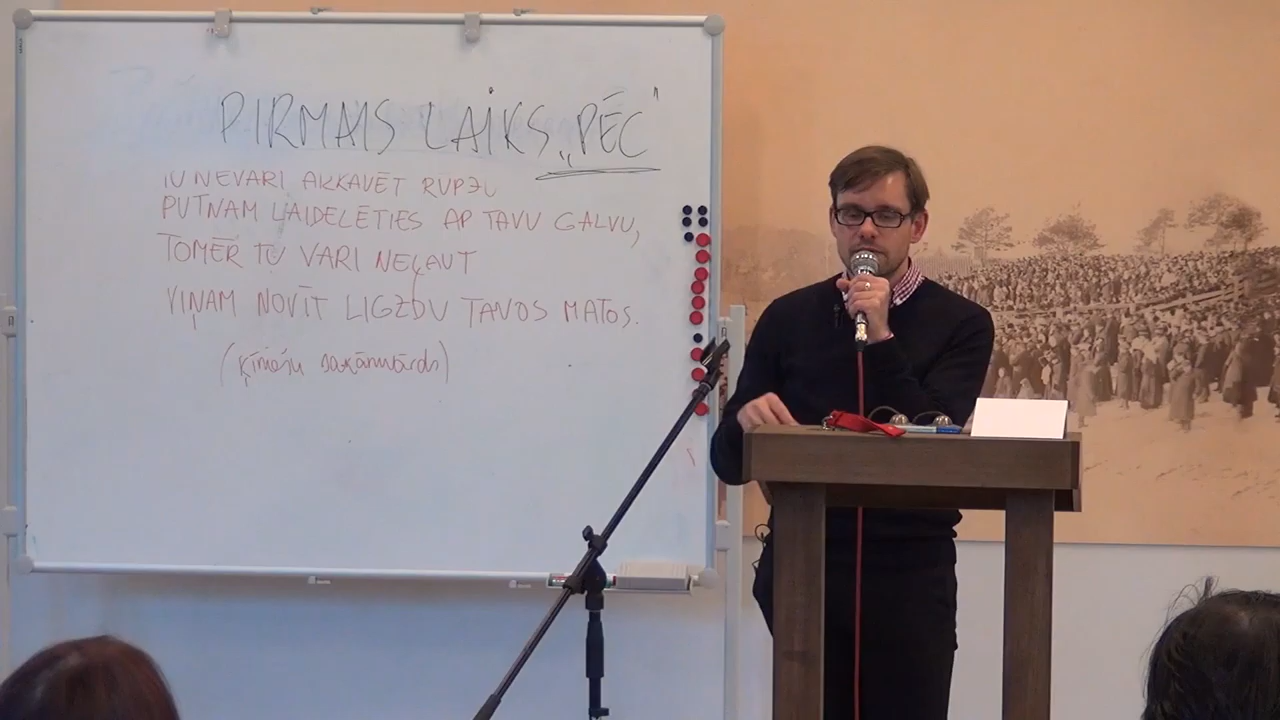 PIRMAIS LAIKS „PĒC"
TU NEVARI AIZKAVĒT RŪPJU
PUTNAM LAIDELĒTIES AP TAVU GALVU,
TOMĒR TU VARI NEĻAUT
VIŅAM NOVĪT LIGZDU TAVOS MATOS.
(Ķīniešu sakāmvārds)